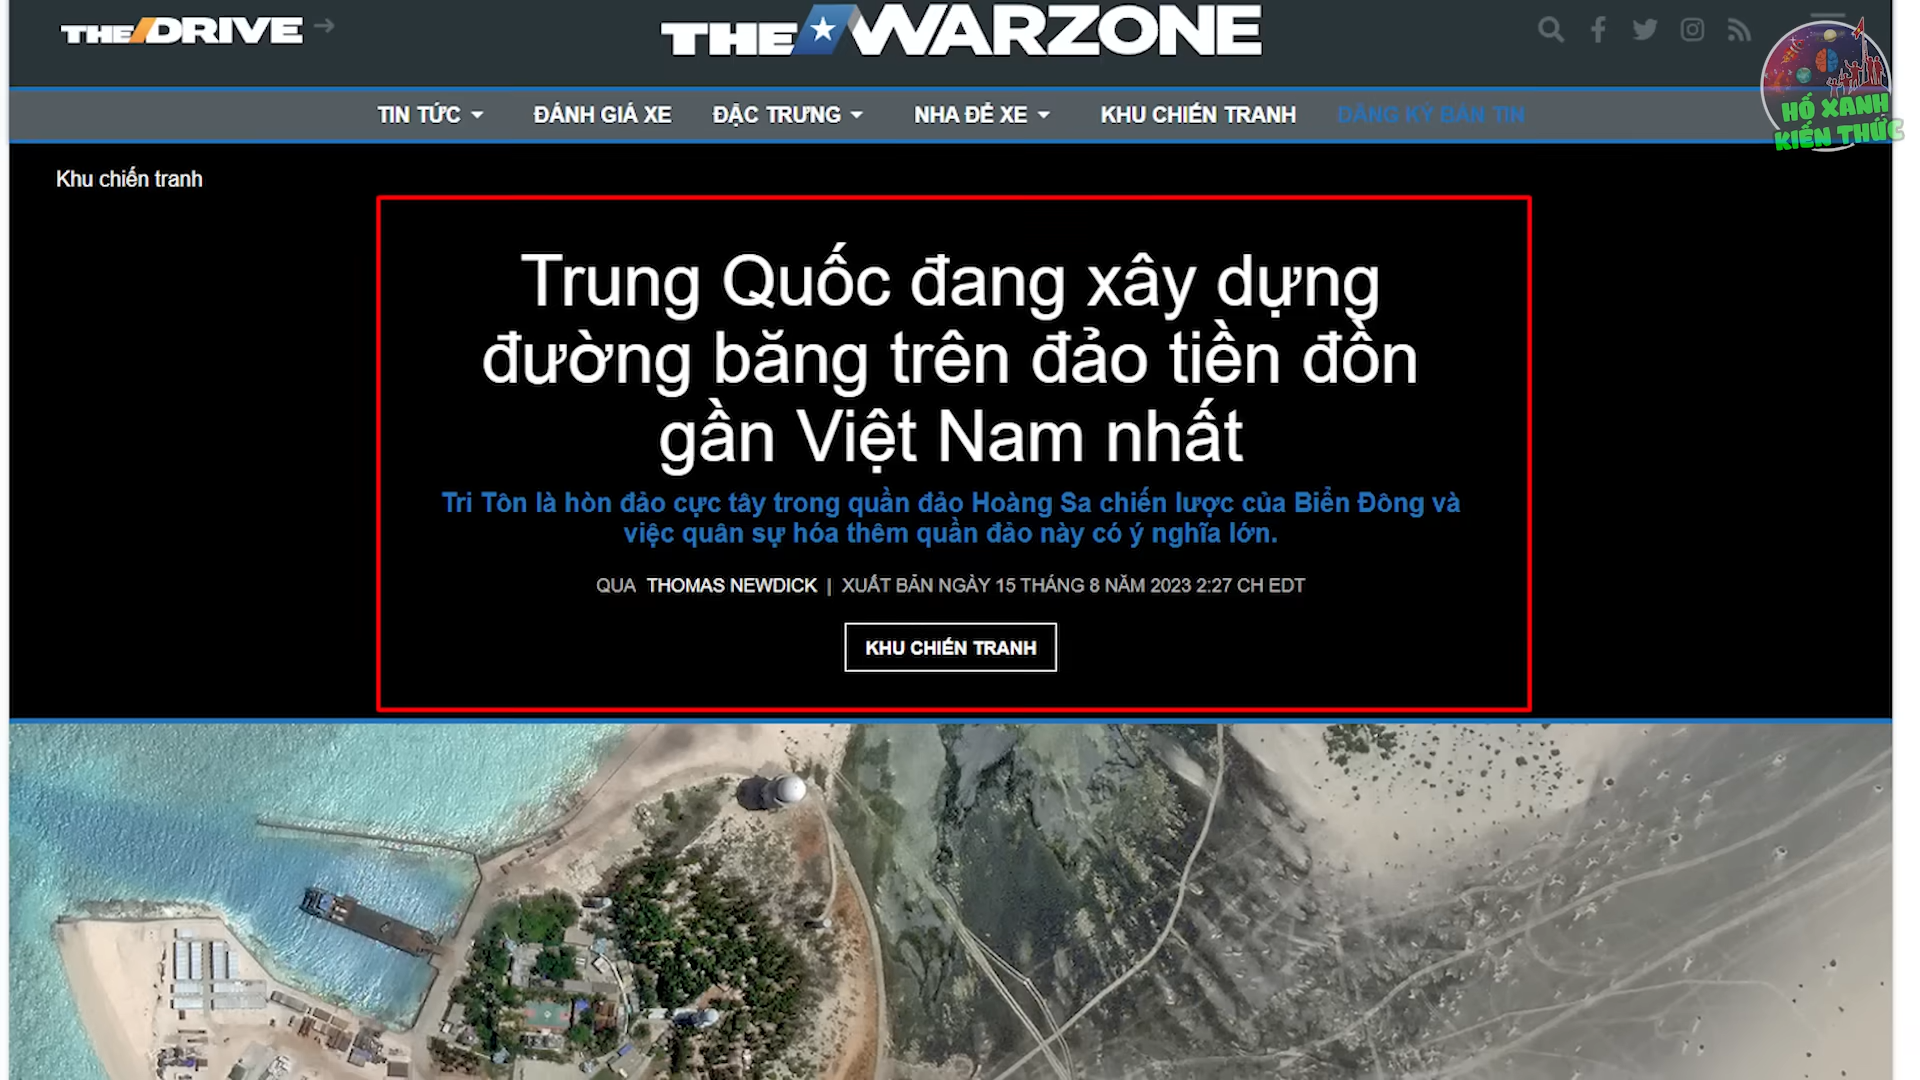 THE/DRIVE
THE WARZONE
TIN TỨC
ĐÁNH GIÁ XE
ĐẶC TRƯNG
NHA ĐỂ XE
KHU CHIẾN TRANH
ĐĂNG KÝ BẢN TIN
HỐ XANH
KIẾN THỨC
Khu chiến tranh
Trung Quốc đang xây dựng
đường băng trên đảo tiền đồn
gần Việt Nam nhất
Tri Tôn là hòn đảo cực tây trong quần đảo Hoàng Sa chiến lược của Biển Đông và
việc quân sự hóa thêm quần đảo này có ý nghĩa lớn.
QUA THOMAS NEWDICK | XUẤT BẢN NGÀY 15 THÁNG 8 NĂM 2023 2:27 CH EDT
KHU CHIẾN TRANH